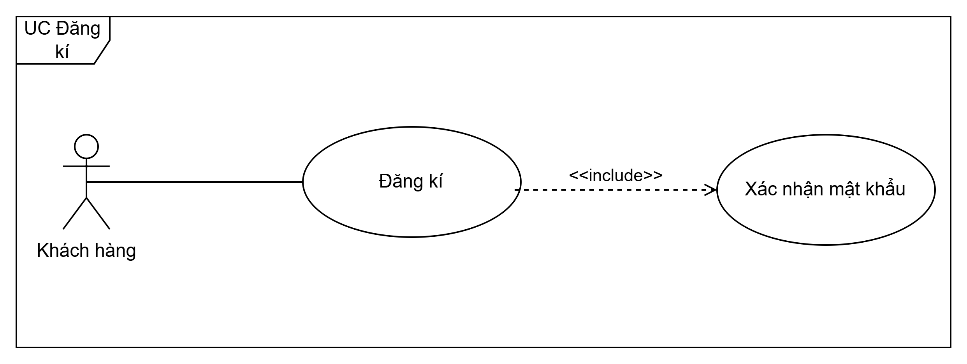 UC Đăng
kí
<<include>>
Đăng kí
Xác nhận mật khẩu
Khách hàng